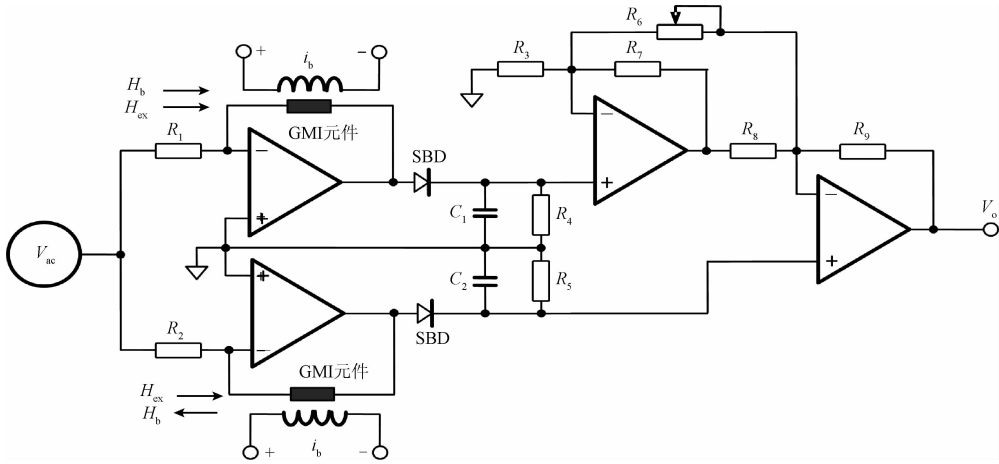 R6
R3
R7
+
−
ib
Hb
Hex
GMI元件
R1
−
−
R8
R9
SBD
+
+
C1
R4
−
Vo
Vac
+
C2
R5
+
SBD
R2
−
GMI元件
Hex
Hb
+
ib
−